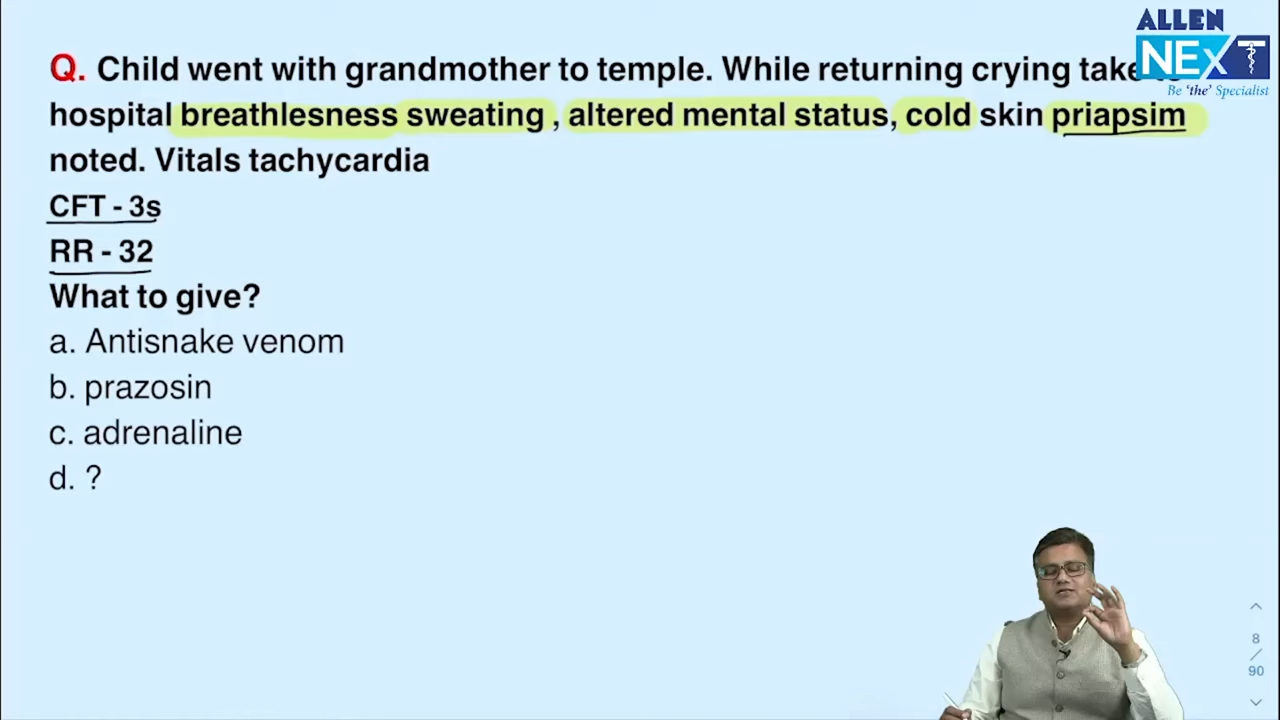 ALLEN
NEXT
Be 'the' Specialist
Q. Child went with grandmother to temple. While returning crying take to
hospital breathlesness sweating , altered mental status, cold skin priapsim
noted. Vitals tachycardia
CFT - 3s
RR - 32
What to give?
a. Antisnake venom
b. prazosin
c. adrenaline
d. ?
8
/
90